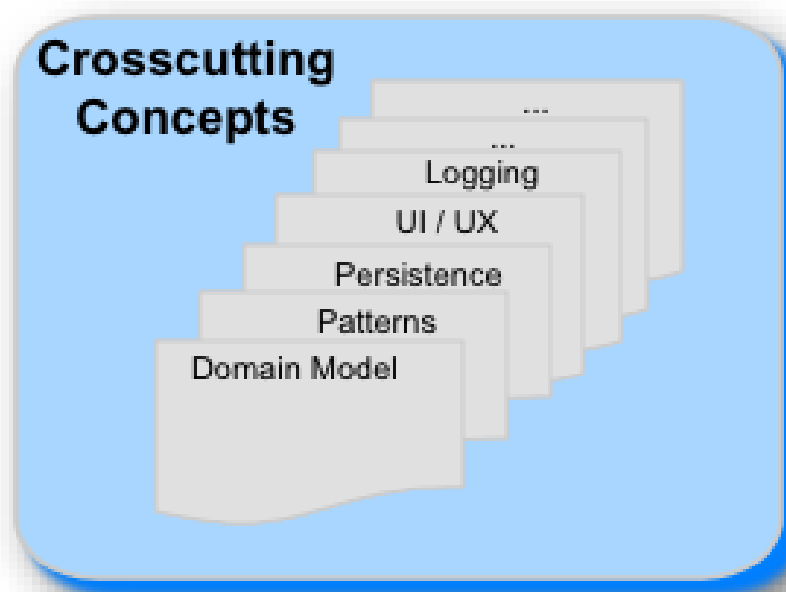 Crosscutting
Concepts
...
...
Logging
UI / UX
Persistence
Patterns
Domain Model